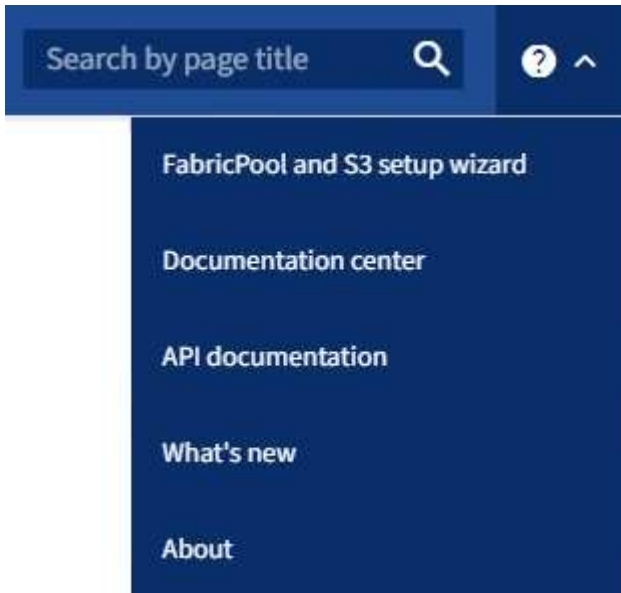 Search by page title
FabricPool and S3 setup wizard
Documentation center
API documentation
What's new
About